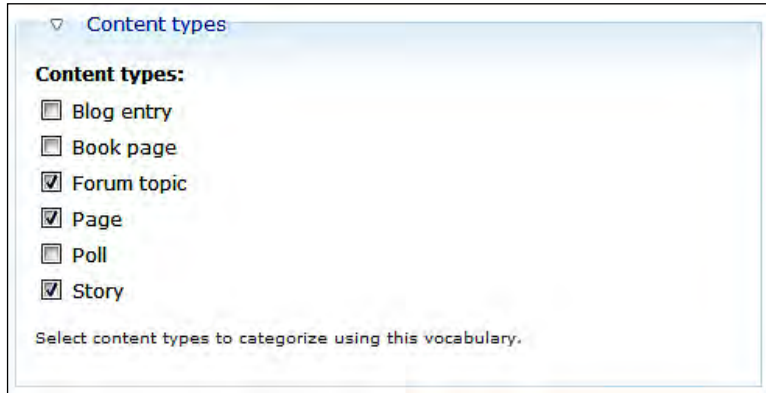 Content types
Content types:
Blog entry
Book page
Forum topic
Page
Poll
Story
Select content types to categorize using this vocabulary.